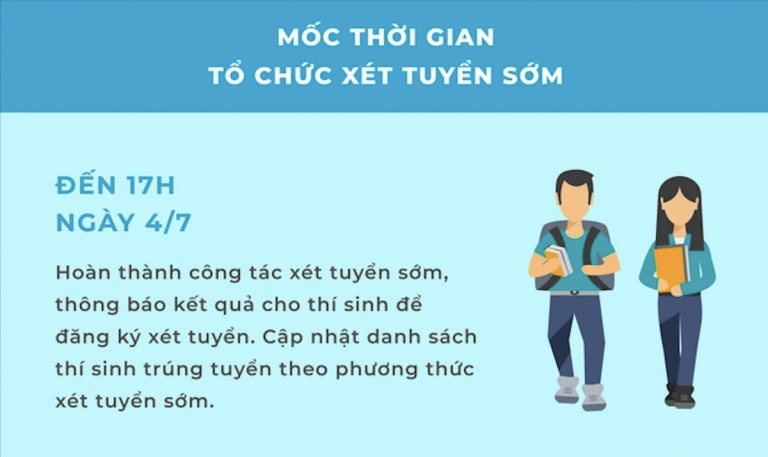 MỐC THỜI GIAN
TỔ CHỨC XÉT TUYỂN SỚM
ĐẾN 17H
NGÀY 4/7
Hoàn thành công tác xét tuyển sớm,
thông báo kết quả cho thí sinh để
đăng ký xét tuyển. Cập nhật danh sách
thí sinh trúng tuyển theo phương thức
xét tuyển sớm.